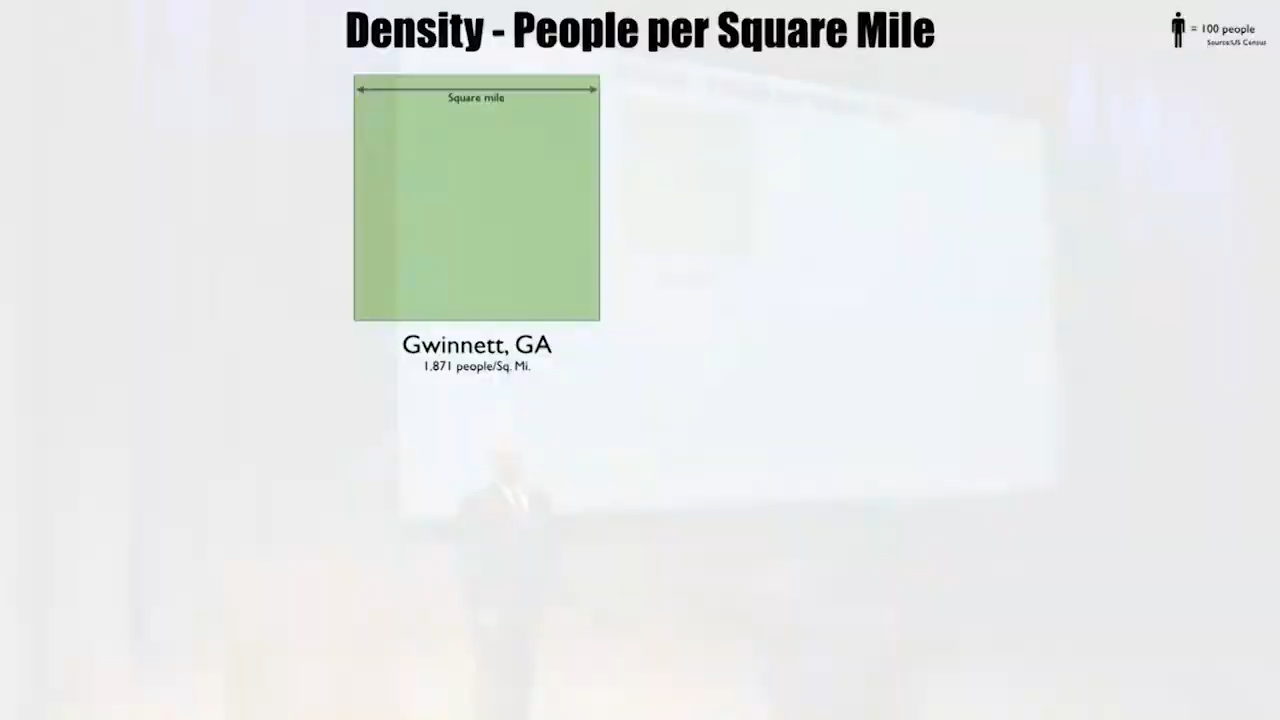 Density - People per Square Mile
= 100 people
Source:US Census
Square mile
Gwinnett, GA
1,871 people/Sq. Mi.